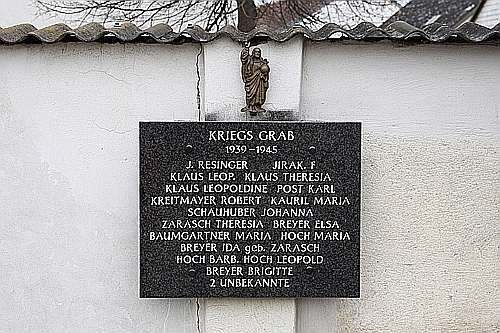 KRIEGS GRAB
1939-1945
J. RESINGER JIRAK. F
KLAUS LEOP. KLAUS THERESIA
KLAUS LEOPOLDINE POST KARL
KREITMAYER ROBERT KAURIL MARIA
SCHAUHUBER JOHANNA
ZARASCH THERESIA BREYER ELSA
BAUMGARTNER MARIA HOCH MARIA
BREYER IDA geb. ZARASCH
HOCH BARB. HOCH LEOPOLD
BREYER BRIGITTE
2 UNBEKANNTE